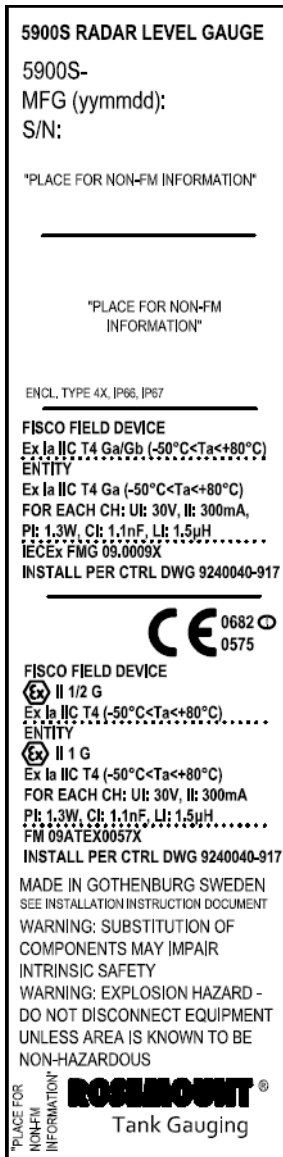 5900S RADAR LEVEL GAUGE
5900S-
MFG (yymmdd):
S/N:
"PLACE FOR NON-FM INFORMATION"
"PLACE FOR NON-FM
INFORMATION"
ENCL, TYPE 4X, IP66, IP67
FISCO FIELD DEVICE
Ex Ia IIC T4 Ga/Gb (-50°C<Ta<+80°C)
ENTITY
Ex Ia IIC T4 Ga (-50°C<Ta<+80°C)
FOR EACH CH: UI: 30V, II: 300mA,
PI: 1.3W, CI: 1.1nF, LI: 1.5µH
IECEx FMG 09.0009X
INSTALL PER CTRL DWG 9240040-917
CE 0682
0575
FISCO FIELD DEVICE
Ex II 1/2 G
Ex Ia IIC T4 (-50°C<Ta<+80°C)
ENTITY
Ex II 1 G
Ex Ia IIC T4 (-50°C<Ta<+80°C)
FOR EACH CH: UI: 30V, II: 300mA
PI: 1.3W, CI: 1.1nF, LI: 1.5µH
FM 09ATEX0057X
INSTALL PER CTRL DWG 9240040-917
MADE IN GOTHENBURG SWEDEN
SEE INSTALLATION INSTRUCTION DOCUMENT
WARNING: SUBSTITUTION OF
COMPONENTS MAY IMPAIR
INTRINSIC SAFETY
WARNING: EXPLOSION HAZARD -
DO NOT DISCONNECT EQUIPMENT
UNLESS AREA IS KNOWN TO BE
NON-HAZARDOUS
"PLACE FOR
NON-FM
INFORMATION"
ROSEMOUNT ®
Tank Gauging